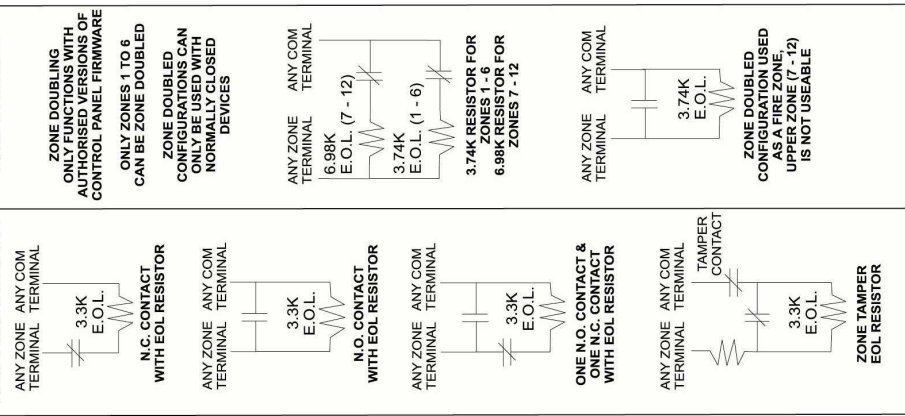 ANY ZONE ANY COM
TERMINAL TERMINAL
3.3K
E.O.L.
N.C. CONTACT
WITH EOL RESISTOR
ANY ZONE ANY COM
TERMINAL TERMINAL
3.3K
E.O.L.
N.O. CONTACT
WITH EOL RESISTOR
ANY ZONE ANY COM
TERMINAL TERMINAL
3.3K
E.O.L.
ONE N.O. CONTACT &
ONE N.C. CONTACT
WITH EOL RESISTOR
ANY ZONE ANY COM
TERMINAL TERMINAL
TAMPER
CONTACT
3.3K
E.O.L.
ZONE TAMPER
EOL RESISTOR
ZONE DOUBLING
ONLY FUNCTIONS WITH
AUTHORISED VERSIONS OF
CONTROL PANEL FIRMWARE
ONLY ZONES 1 TO 6
CAN BE ZONE DOUBLED
ZONE DOUBLED
CONFIGURATIONS CAN
ONLY BE USED WITH
NORMALLY CLOSED
DEVICES
ANY ZONE ANY COM
TERMINAL TERMINAL
6.98K
E.O.L. (7 - 12)
3.74K
E.O.L. (1 - 6)
3.74K RESISTOR FOR
ZONES 1 - 6
6.98K RESISTOR FOR
ZONES 7 - 12
ANY ZONE ANY COM
TERMINAL TERMINAL
3.74K
E.O.L.
ZONE DOUBLED
CONFIGURATION USED
AS A FIRE ZONE,
UPPER ZONE (7 - 12)
IS NOT USEABLE